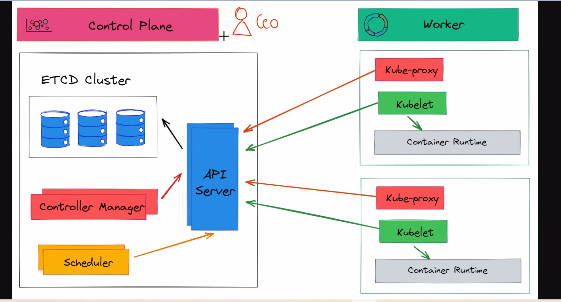 Control Plane
CEO
Worker
ETCD Cluster
API
Server
Controller Manager
Scheduler
Kube-proxy
Kubelet
Container Runtime
Kube-proxy
Kubelet
Container Runtime